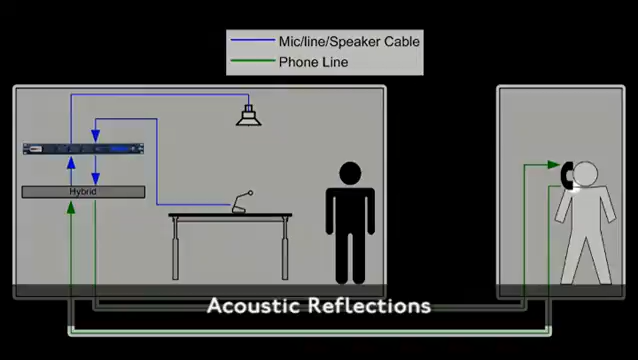 Mic/line/Speaker Cable
Phone Line
Hybrid
Acoustic Reflections